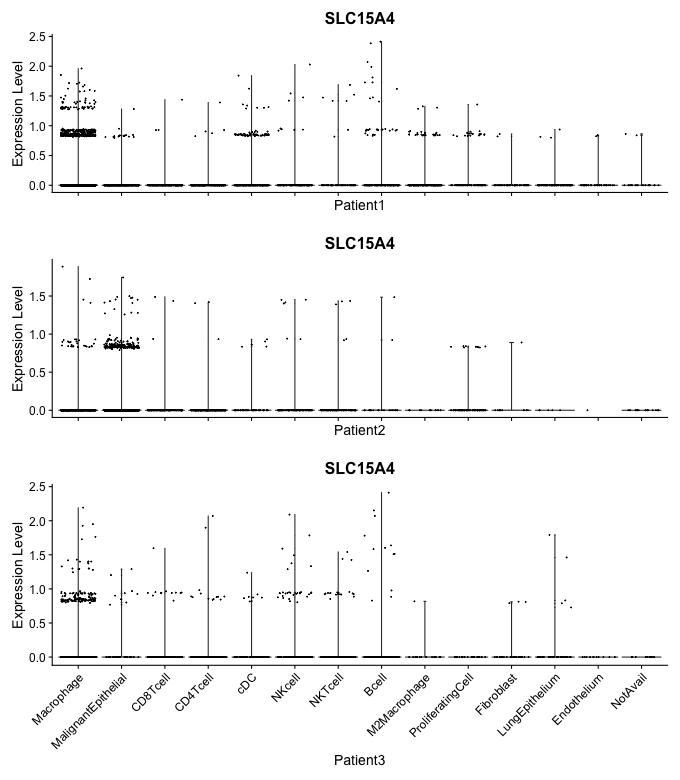 SLC15A4
Expression Level
2.5
2.0
1.5
1.0
0.5
0.0
Patient1
SLC15A4
Expression Level
1.5
1.0
0.5
0.0
Patient2
SLC15A4
Expression Level
2.5
2.0
1.5
1.0
0.5
0.0
Macrophage
MalignantEpithelial
CD8Tcell
CD4Tcell
cDC
NKcell
NKTcell
Bcell
M2Macrophage
ProliferatingCell
Fibroblast
LungEpithelium
Endothelium
NotAvail
Patient3